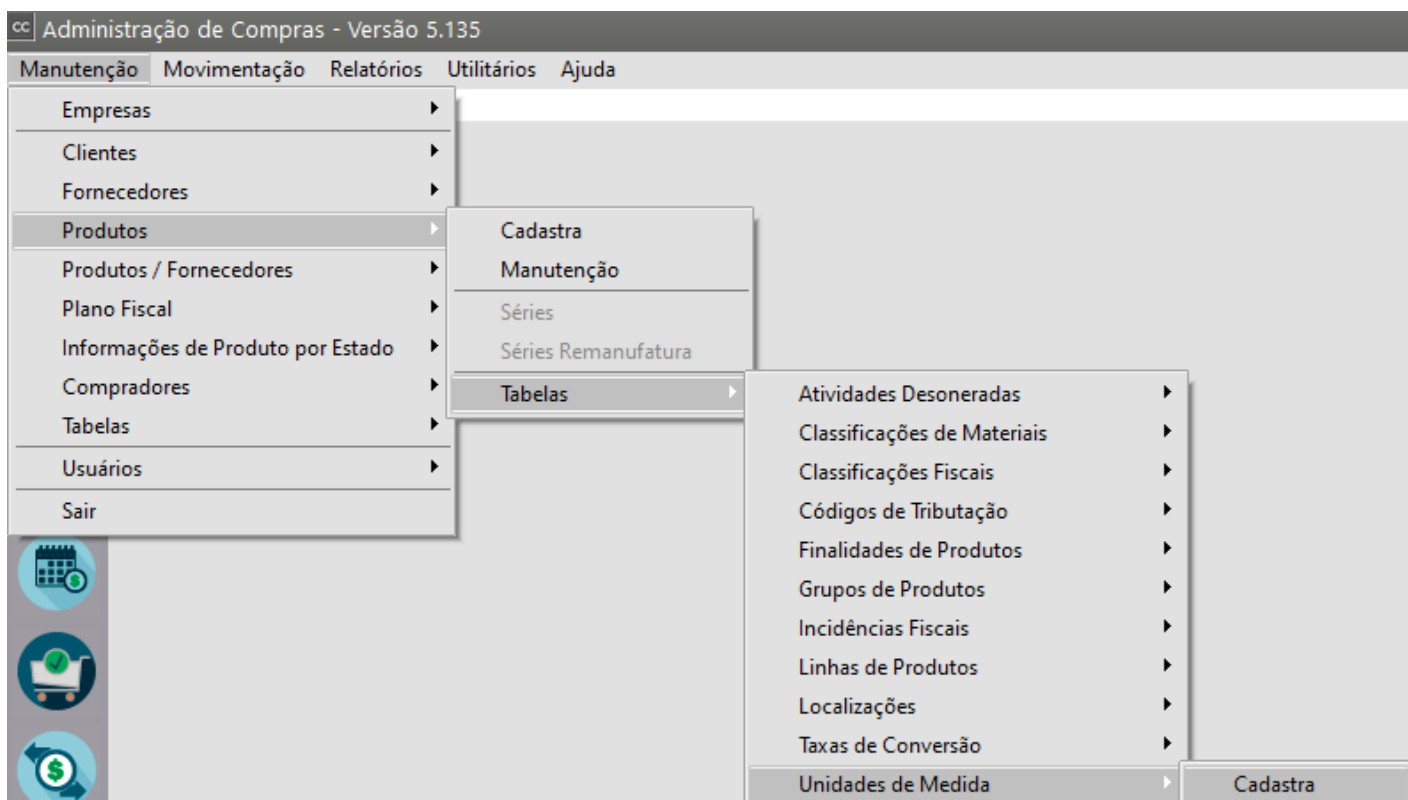 cc Administração de Compras - Versão 5.135
Manutenção Movimentação Relatórios Utilitários Ajuda
Empresas
Clientes
Fornecedores
Produtos
Produtos / Fornecedores
Plano Fiscal
Informações de Produto por Estado
Compradores
Tabelas
Usuários
Sair
Cadastra
Manutenção
Séries
Séries Remanufatura
Tabelas
Atividades Desoneradas
Classificações de Materiais
Classificações Fiscais
Códigos de Tributação
Finalidades de Produtos
Grupos de Produtos
Incidências Fiscais
Linhas de Produtos
Localizações
Taxas de Conversão
Unidades de Medida
Cadastra
$
$